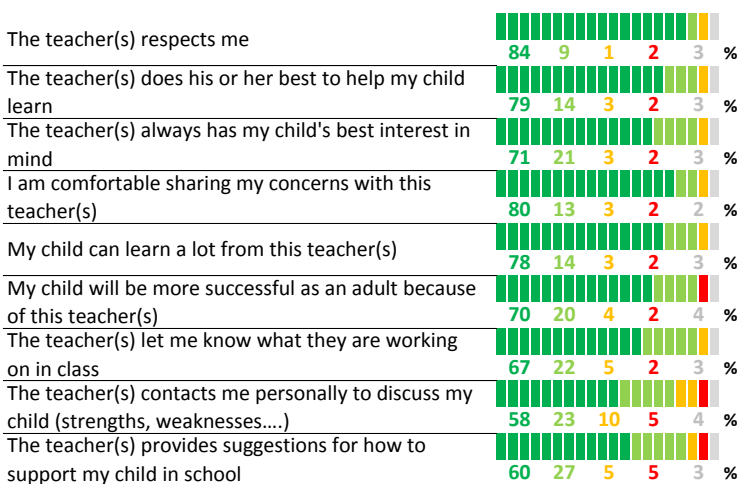 The teacher(s) respects me
84 9 1 2 3 %
The teacher(s) does his or her best to help my child
learn
79 14 3 2 3 %
The teacher(s) always has my child's best interest in
mind
71 21 3 2 3 %
I am comfortable sharing my concerns with this
teacher(s)
80 13 3 2 2 %
My child can learn a lot from this teacher(s)
78 14 3 2 3 %
My child will be more successful as an adult because
of this teacher(s)
70 20 4 2 4 %
The teacher(s) let me know what they are working
on in class
67 22 5 2 3 %
The teacher(s) contacts me personally to discuss my
child (strengths, weaknesses....)
58 23 10 5 4 %
The teacher(s) provides suggestions for how to
support my child in school
60 27 5 5 3 %